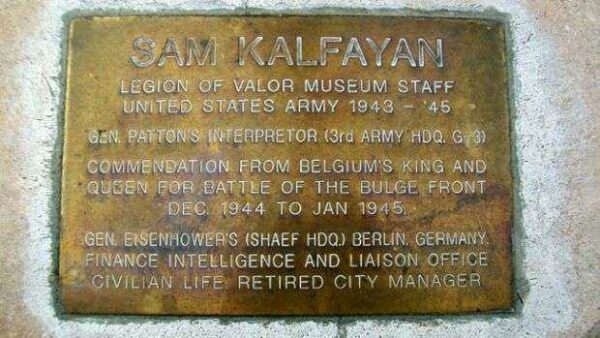 SAM KALFAYAN
LEGION OF VALOR MUSEUM STAFF
UNITED STATES ARMY 1943 - '45
GEN. PATTON'S INTERPRETOR (3rd ARMY HDQ. G-3)
COMMENDATION FROM BELGIUM'S KING AND
QUEEN FOR BATTLE OF THE BULGE FRONT
DEC. 1944 TO JAN 1945.
GEN. EISENHOWER'S (SHAEF HDQ.) BERLIN, GERMANY.
FINANCE INTELLIGENCE AND LIAISON OFFICE
CIVILIAN LIFE: RETIRED CITY MANAGER